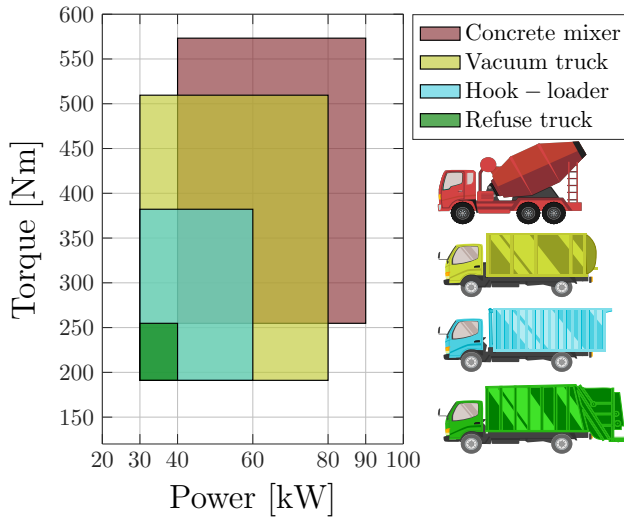 Concrete mixer
Vacuum truck
Hook – loader
Refuse truck
Torque [Nm]
600
550
500
450
400
350
300
250
200
150
20 30 40 60 80 90 100
Power [kW]